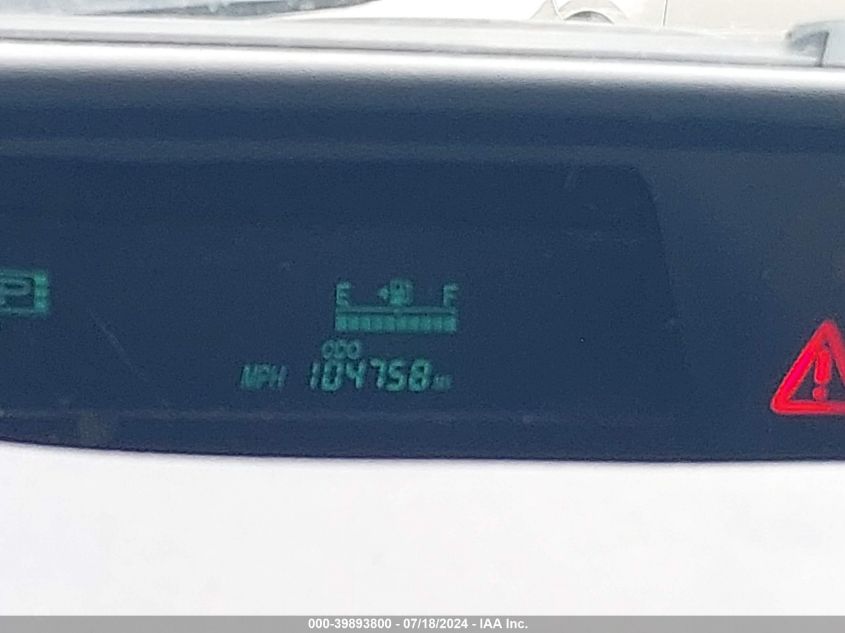 P
E F
ODO
MPH 104758 MI
000-39893800 - 07/18/2024 - IAA Inc.